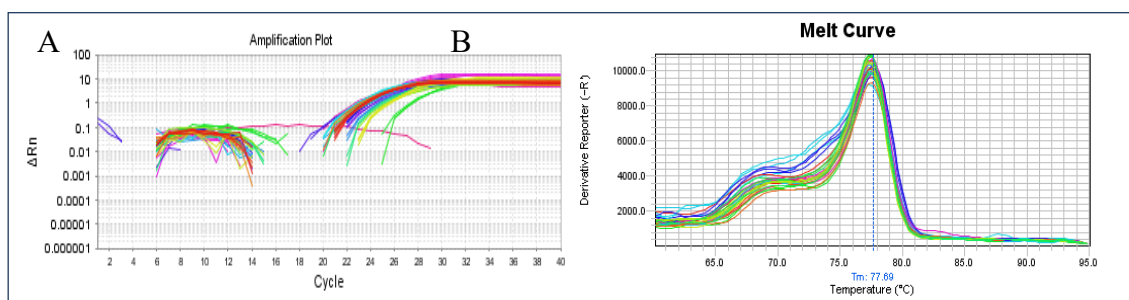 A
Amplification Plot
B
100
10
1
0.1
0.01
0.001
0.0001
0.00001
0.000001
ΔRn
2 4 6 8 10 12 14 16 18 20 22 24 26 28 30 32 34 36 38 40
Cycle
Melt Curve
10000.0
8000.0
6000.0
4000.0
2000.0
Derivative Reporter (-R')
65.0 70.0 75.0 80.0 85.0 90.0 95.0
Tm: 77.69
Temperature (°C)